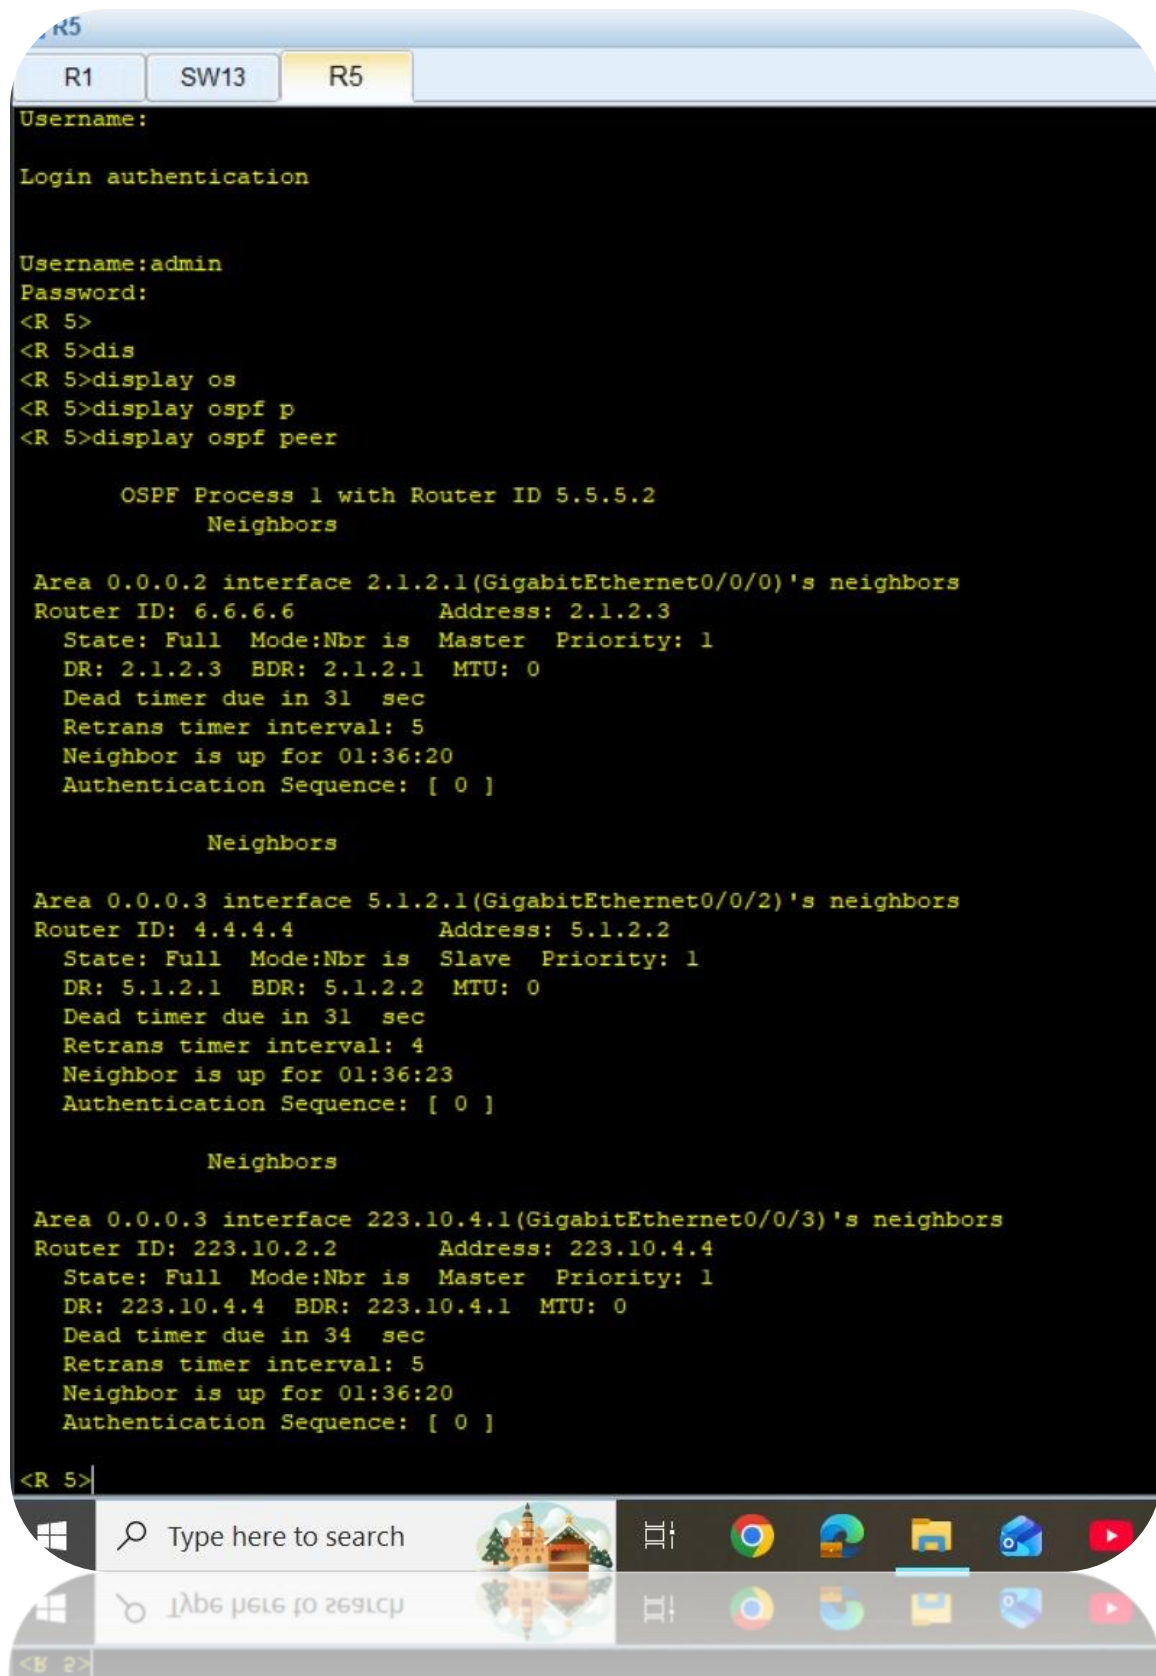 R5
R1 SW13 R5
Username:
Login authentication
Username:admin
Password:
<R 5>
<R 5>dis
<R 5>display os
<R 5>display ospf p
<R 5>display ospf peer
OSPF Process 1 with Router ID 5.5.5.2
Neighbors
Area 0.0.0.2 interface 2.1.2.1(GigabitEthernet0/0/0)'s neighbors
Router ID: 6.6.6.6 Address: 2.1.2.3
State: Full Mode:Nbr is Master Priority: 1
DR: 2.1.2.3 BDR: 2.1.2.1 MTU: 0
Dead timer due in 31 sec
Retrans timer interval: 5
Neighbor is up for 01:36:20
Authentication Sequence: [ 0 ]
Neighbors
Area 0.0.0.3 interface 5.1.2.1(GigabitEthernet0/0/2)'s neighbors
Router ID: 4.4.4.4 Address: 5.1.2.2
State: Full Mode:Nbr is Slave Priority: 1
DR: 5.1.2.1 BDR: 5.1.2.2 MTU: 0
Dead timer due in 31 sec
Retrans timer interval: 4
Neighbor is up for 01:36:23
Authentication Sequence: [ 0 ]
Neighbors
Area 0.0.0.3 interface 223.10.4.1(GigabitEthernet0/0/3)'s neighbors
Router ID: 223.10.2.2 Address: 223.10.4.4
State: Full Mode:Nbr is Master Priority: 1
DR: 223.10.4.4 BDR: 223.10.4.1 MTU: 0
Dead timer due in 34 sec
Retrans timer interval: 5
Neighbor is up for 01:36:20
Authentication Sequence: [ 0 ]
<R 5>
Type here to search